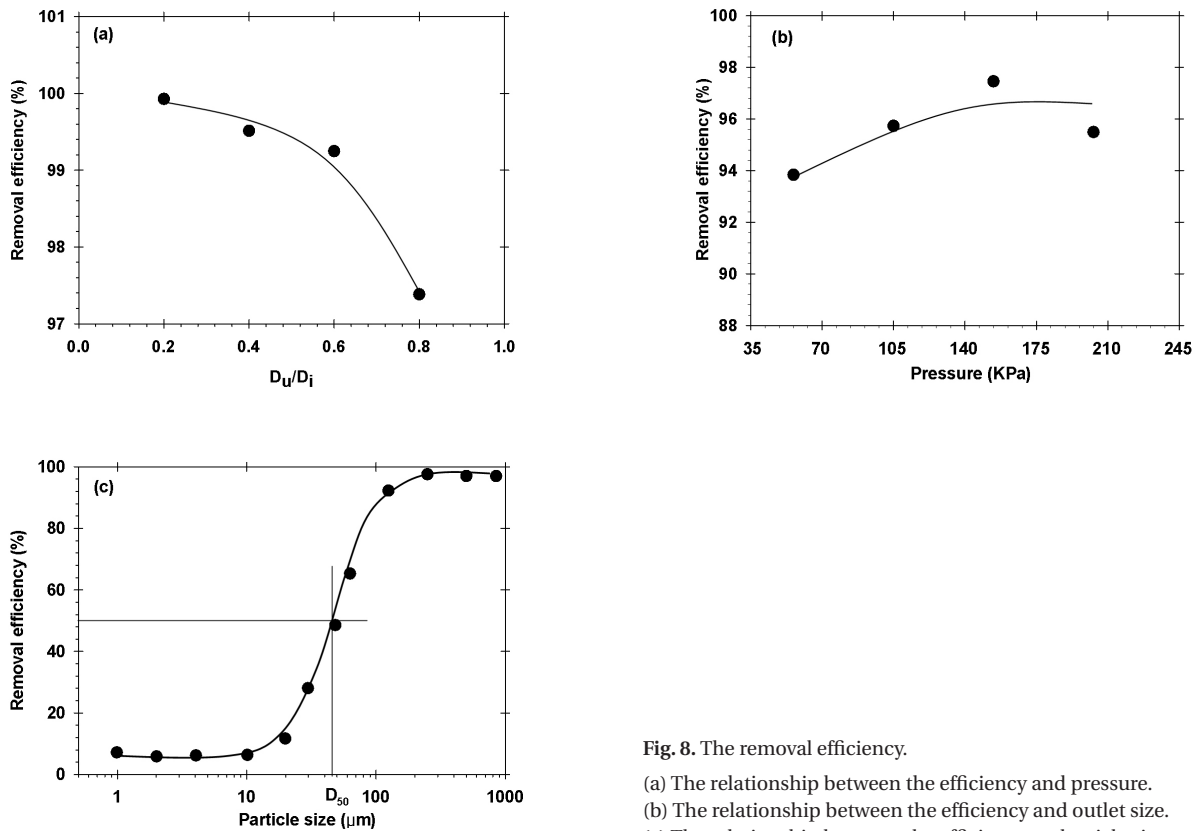 101
100
99
98
97
(a)
Removal efficiency (%)
0.0 0.2 0.4 0.6 0.8 1.0
Du/Di
100
98
96
94
92
90
88
(b)
Removal efficiency (%)
35 70 105 140 175 210 245
Pressure (KPa)
100
80
60
40
20
0
(c)
Removal efficiency (%)
1 10 D50 100 1000
Particle size (μm)
Fig. 8. The removal efficiency.
(a) The relationship between the efficiency and pressure.
(b) The relationship between the efficiency and outlet size.